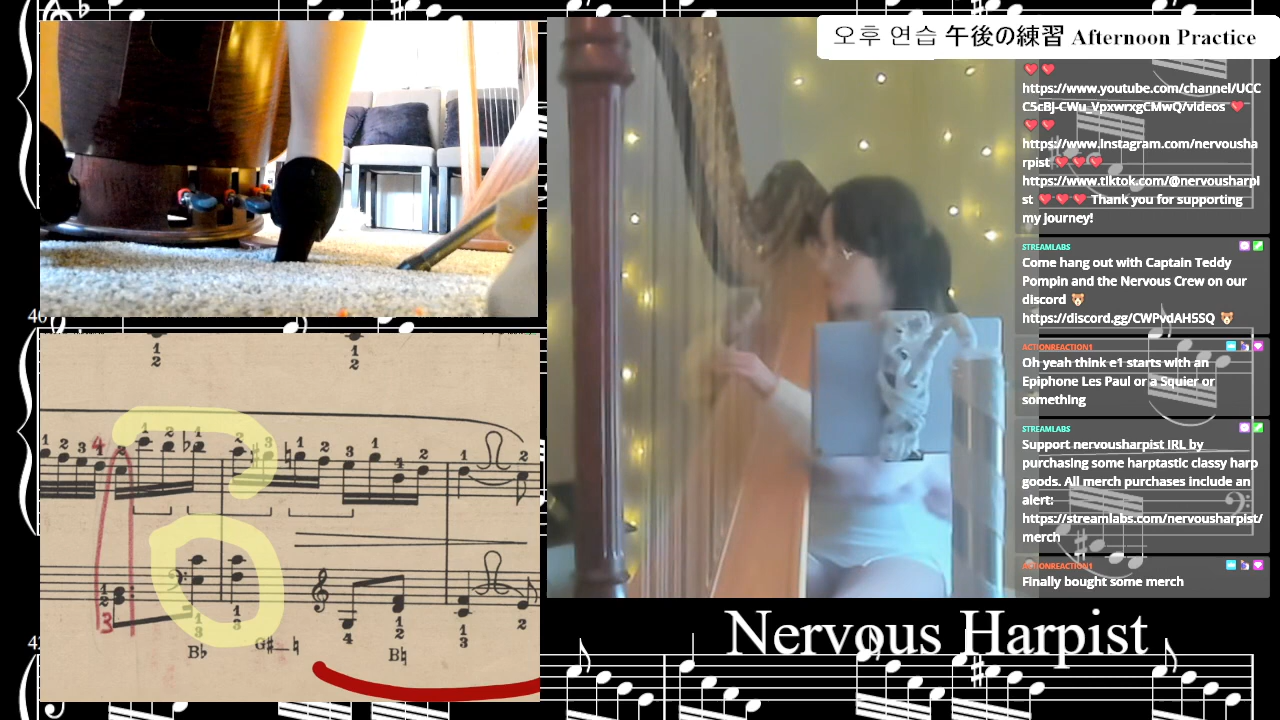 오후 연습 午後の練習 Afternoon Practice
❤️ ❤️
https://www.youtube.com/channel/UCC
C5cBj-CWu_VpxwrxgCMwQ/videos ❤️
❤️ ❤️
https://www.instagram.com/nervousha
rpist ❤️ ❤️ ❤️
https://www.tiktok.com/@nervousharpi
st ❤️ ❤️ ❤️ Thank you for supporting
my journey!
STREAMLABS
Come hang out with Captain Teddy
Pompin and the Nervous Crew on our
discord 🐻
https://discord.gg/CWPvdAH5SQ 🐻
ACTIONREACTION1
Oh yeah think e1 starts with an
Epiphone Les Paul or a Squier or
something
STREAMLABS
Support nervousharpist IRL by
purchasing some harptastic classy harp
goods. All merch purchases include an
alert:
https://streamlabs.com/nervousharpist/
merch
ACTIONREACTION1
Finally bought some merch
Nervous Harpist
B♭
G#—♮
B♮